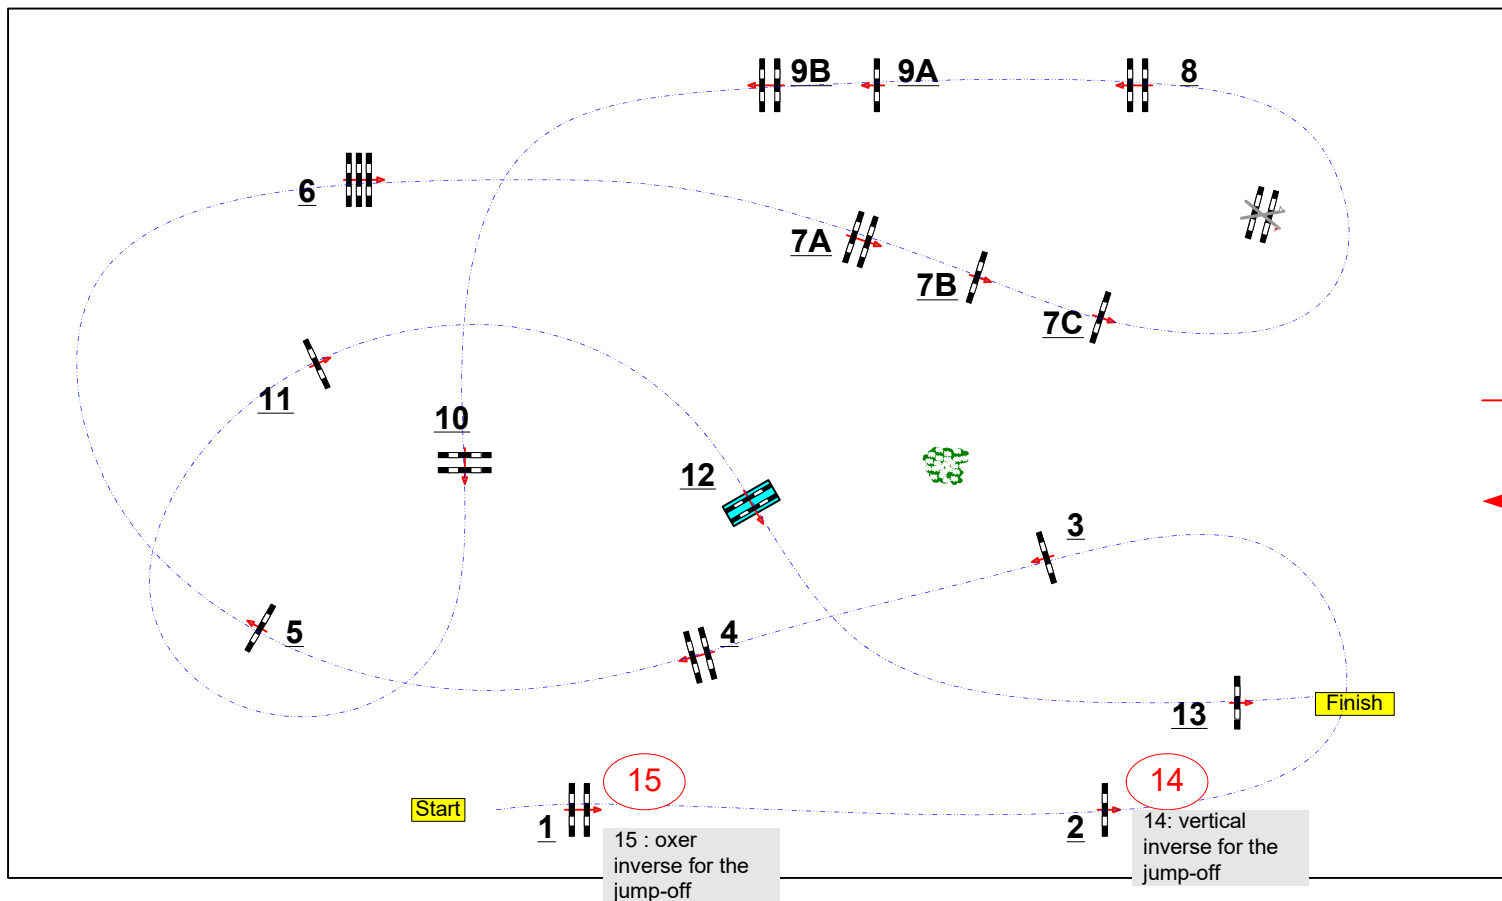 9B
9A
8
6
7A
7B
7C
11
10
12
3
5
4
13
Finish
15
14
Start
1
2
15 : oxer
inverse for the
jump-off
14: vertical
inverse for the
jump-off